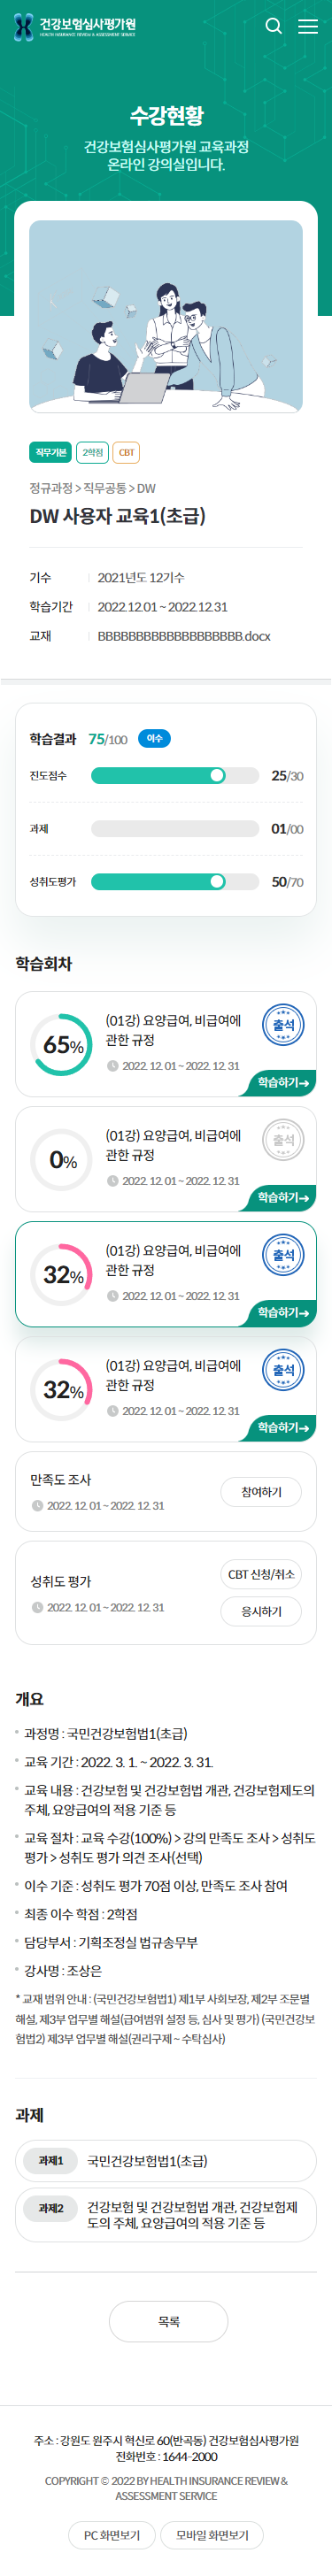 건강보험심사평가원
HEALTH INSURANCE REVIEW & ASSESSMENT SERVICE
수강현황
건강보험심사평가원 교육과정
온라인 강의실입니다.
직무기본 2학점 CBT
정규과정 > 직무공통 > DW
DW 사용자 교육1(초급)
기수 2021년도 12기수
학습기간 2022.12.01 ~ 2022.12.31
교재 BBBBBBBBBBBBBBBBBBB.docx
학습결과 75/100 이수
진도점수 25/30
과제 01/00
성취도평가 50/70
학습회차
65%
(01강) 요양급여, 비급여에
관한 규정
2022. 12. 01 ~ 2022. 12. 31
출석
학습하기→
0%
(01강) 요양급여, 비급여에
관한 규정
2022. 12. 01 ~ 2022. 12. 31
출석
학습하기→
32%
(01강) 요양급여, 비급여에
관한 규정
2022. 12. 01 ~ 2022. 12. 31
출석
학습하기→
32%
(01강) 요양급여, 비급여에
관한 규정
2022. 12. 01 ~ 2022. 12. 31
출석
학습하기→
만족도 조사
2022. 12. 01 ~ 2022. 12. 31
참여하기
성취도 평가
2022. 12. 01 ~ 2022. 12. 31
CBT 신청/취소
응시하기
개요
과정명 : 국민건강보험법1(초급)
교육 기간 : 2022. 3. 1. ~ 2022. 3. 31.
교육 내용 : 건강보험 및 건강보험법 개관, 건강보험제도의
주체, 요양급여의 적용 기준 등
교육 절차 : 교육 수강(100%) > 강의 만족도 조사 > 성취도
평가 > 성취도 평가 의견 조사(선택)
이수 기준 : 성취도 평가 70점 이상, 만족도 조사 참여
최종 이수 학점 : 2학점
담당부서 : 기획조정실 법규송무부
강사명 : 조상은
* 교재 범위 안내 : (국민건강보험법1) 제1부 사회보장, 제2부 조문별
해설, 제3부 업무별 해설(급여범위 설정 등, 심사 및 평가) (국민건강보
험법2) 제3부 업무별 해설(권리구제 ~ 수탁심사)
과제
과제1 국민건강보험법1(초급)
과제2 건강보험 및 건강보험법 개관, 건강보험제
도의 주체, 요양급여의 적용 기준 등
목록
주소 : 강원도 원주시 혁신로 60(반곡동) 건강보험심사평가원
전화번호 : 1644-2000
COPYRIGHT © 2022 BY HEALTH INSURANCE REVIEW &
ASSESSMENT SERVICE
PC 화면보기 모바일 화면보기